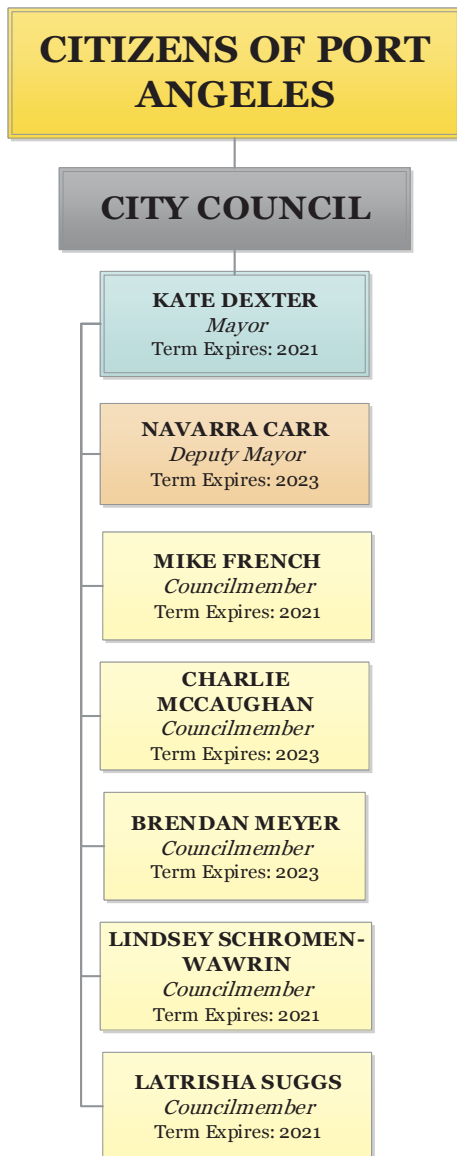 CITIZENS OF PORT
ANGELES
CITY COUNCIL
KATE DEXTER
Mayor
Term Expires: 2021
NAVARRA CARR
Deputy Mayor
Term Expires: 2023
MIKE FRENCH
Councilmember
Term Expires: 2021
CHARLIE
MCCAUGHAN
Councilmember
Term Expires: 2023
BRENDAN MEYER
Councilmember
Term Expires: 2023
LINDSEY SCHROMEN-
WAWRIN
Councilmember
Term Expires: 2021
LATRISHA SUGGS
Councilmember
Term Expires: 2021